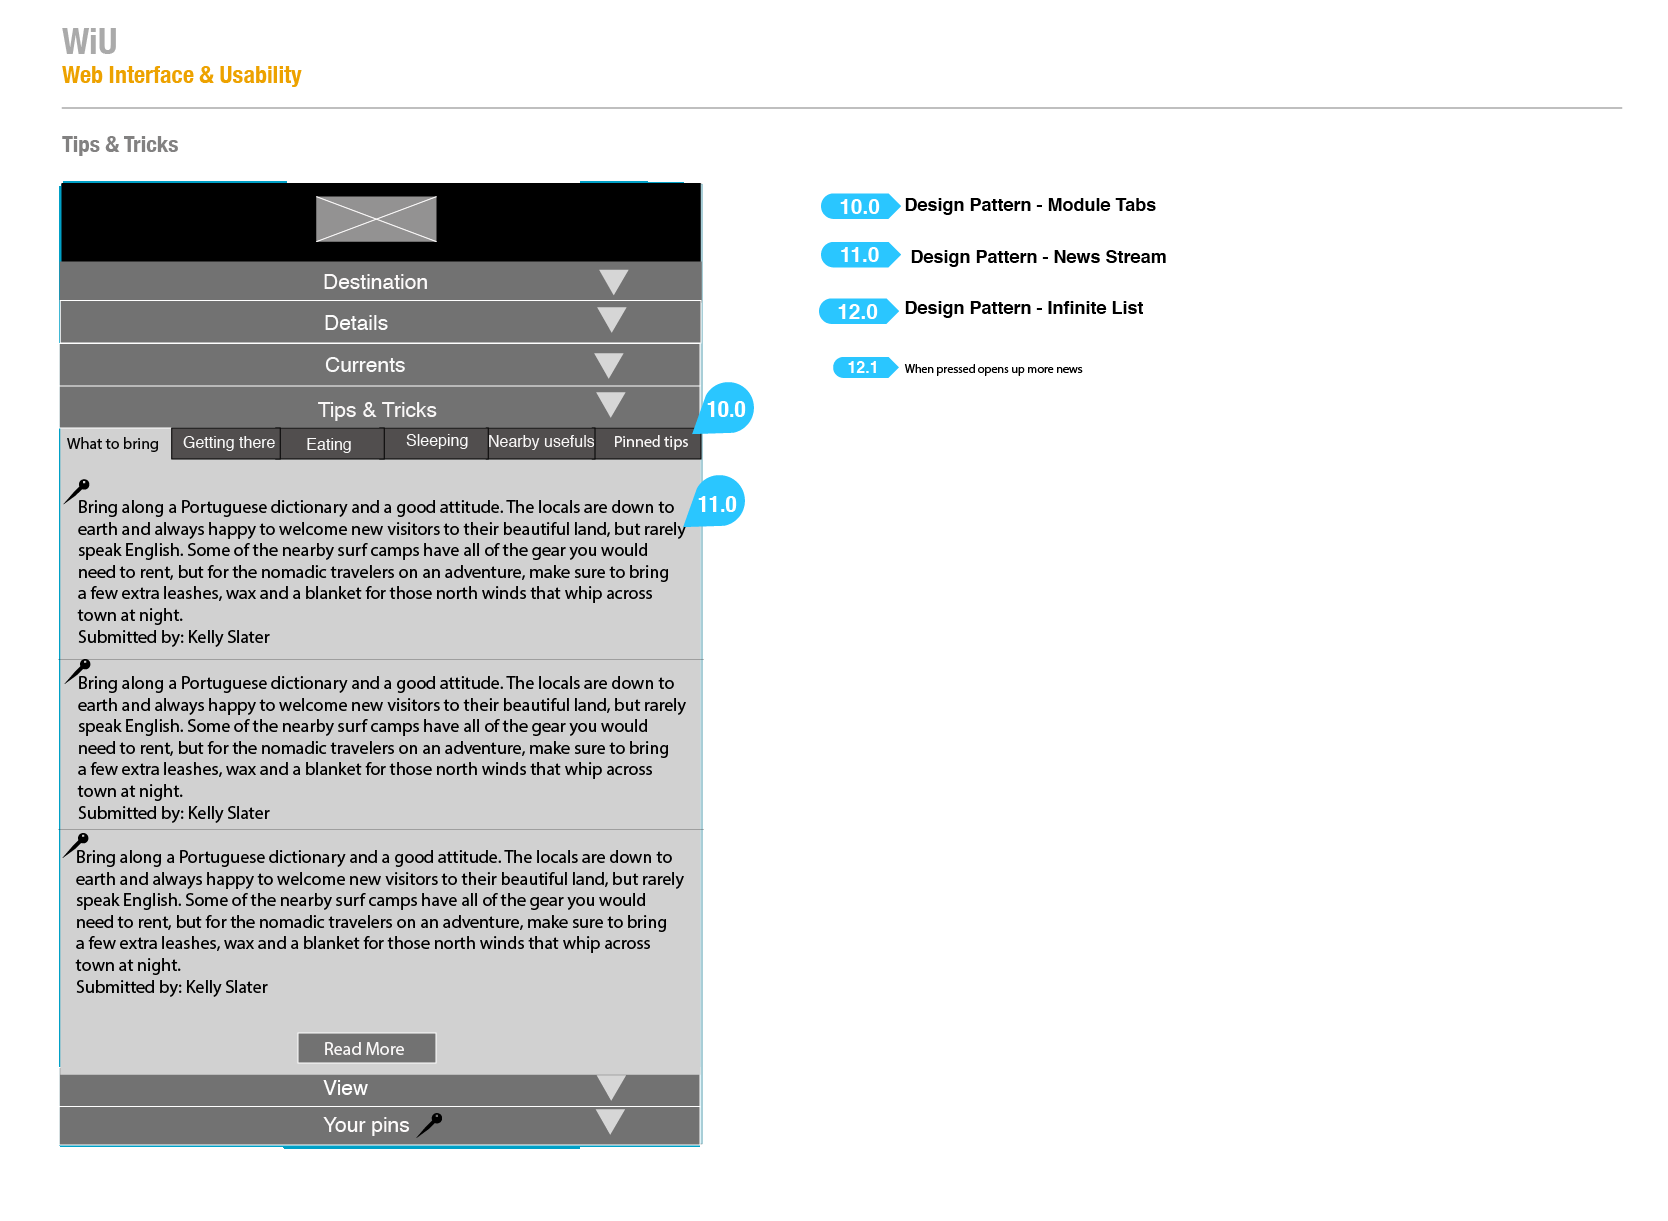 WiU
Web Interface & Usability
Tips & Tricks
Destination
Details
Currents
Tips & Tricks
10.0
What to bring
Getting there
Eating
Sleeping
Nearby usefuls
Pinned tips
11.0
Bring along a Portuguese dictionary and a good attitude. The locals are down to
earth and always happy to welcome new visitors to their beautiful land, but rarely
speak English. Some of the nearby surf camps have all of the gear you would
need to rent, but for the nomadic travelers on an adventure, make sure to bring
a few extra leashes, wax and a blanket for those north winds that whip across
town at night.
Submitted by: Kelly Slater
Bring along a Portuguese dictionary and a good attitude. The locals are down to
earth and always happy to welcome new visitors to their beautiful land, but rarely
speak English. Some of the nearby surf camps have all of the gear you would
need to rent, but for the nomadic travelers on an adventure, make sure to bring
a few extra leashes, wax and a blanket for those north winds that whip across
town at night.
Submitted by: Kelly Slater
Bring along a Portuguese dictionary and a good attitude. The locals are down to
earth and always happy to welcome new visitors to their beautiful land, but rarely
speak English. Some of the nearby surf camps have all of the gear you would
need to rent, but for the nomadic travelers on an adventure, make sure to bring
a few extra leashes, wax and a blanket for those north winds that whip across
town at night.
Submitted by: Kelly Slater
Read More
View
Your pins
10.0 Design Pattern - Module Tabs
11.0 Design Pattern - News Stream
12.0 Design Pattern - Infinite List
12.1 When pressed opens up more news